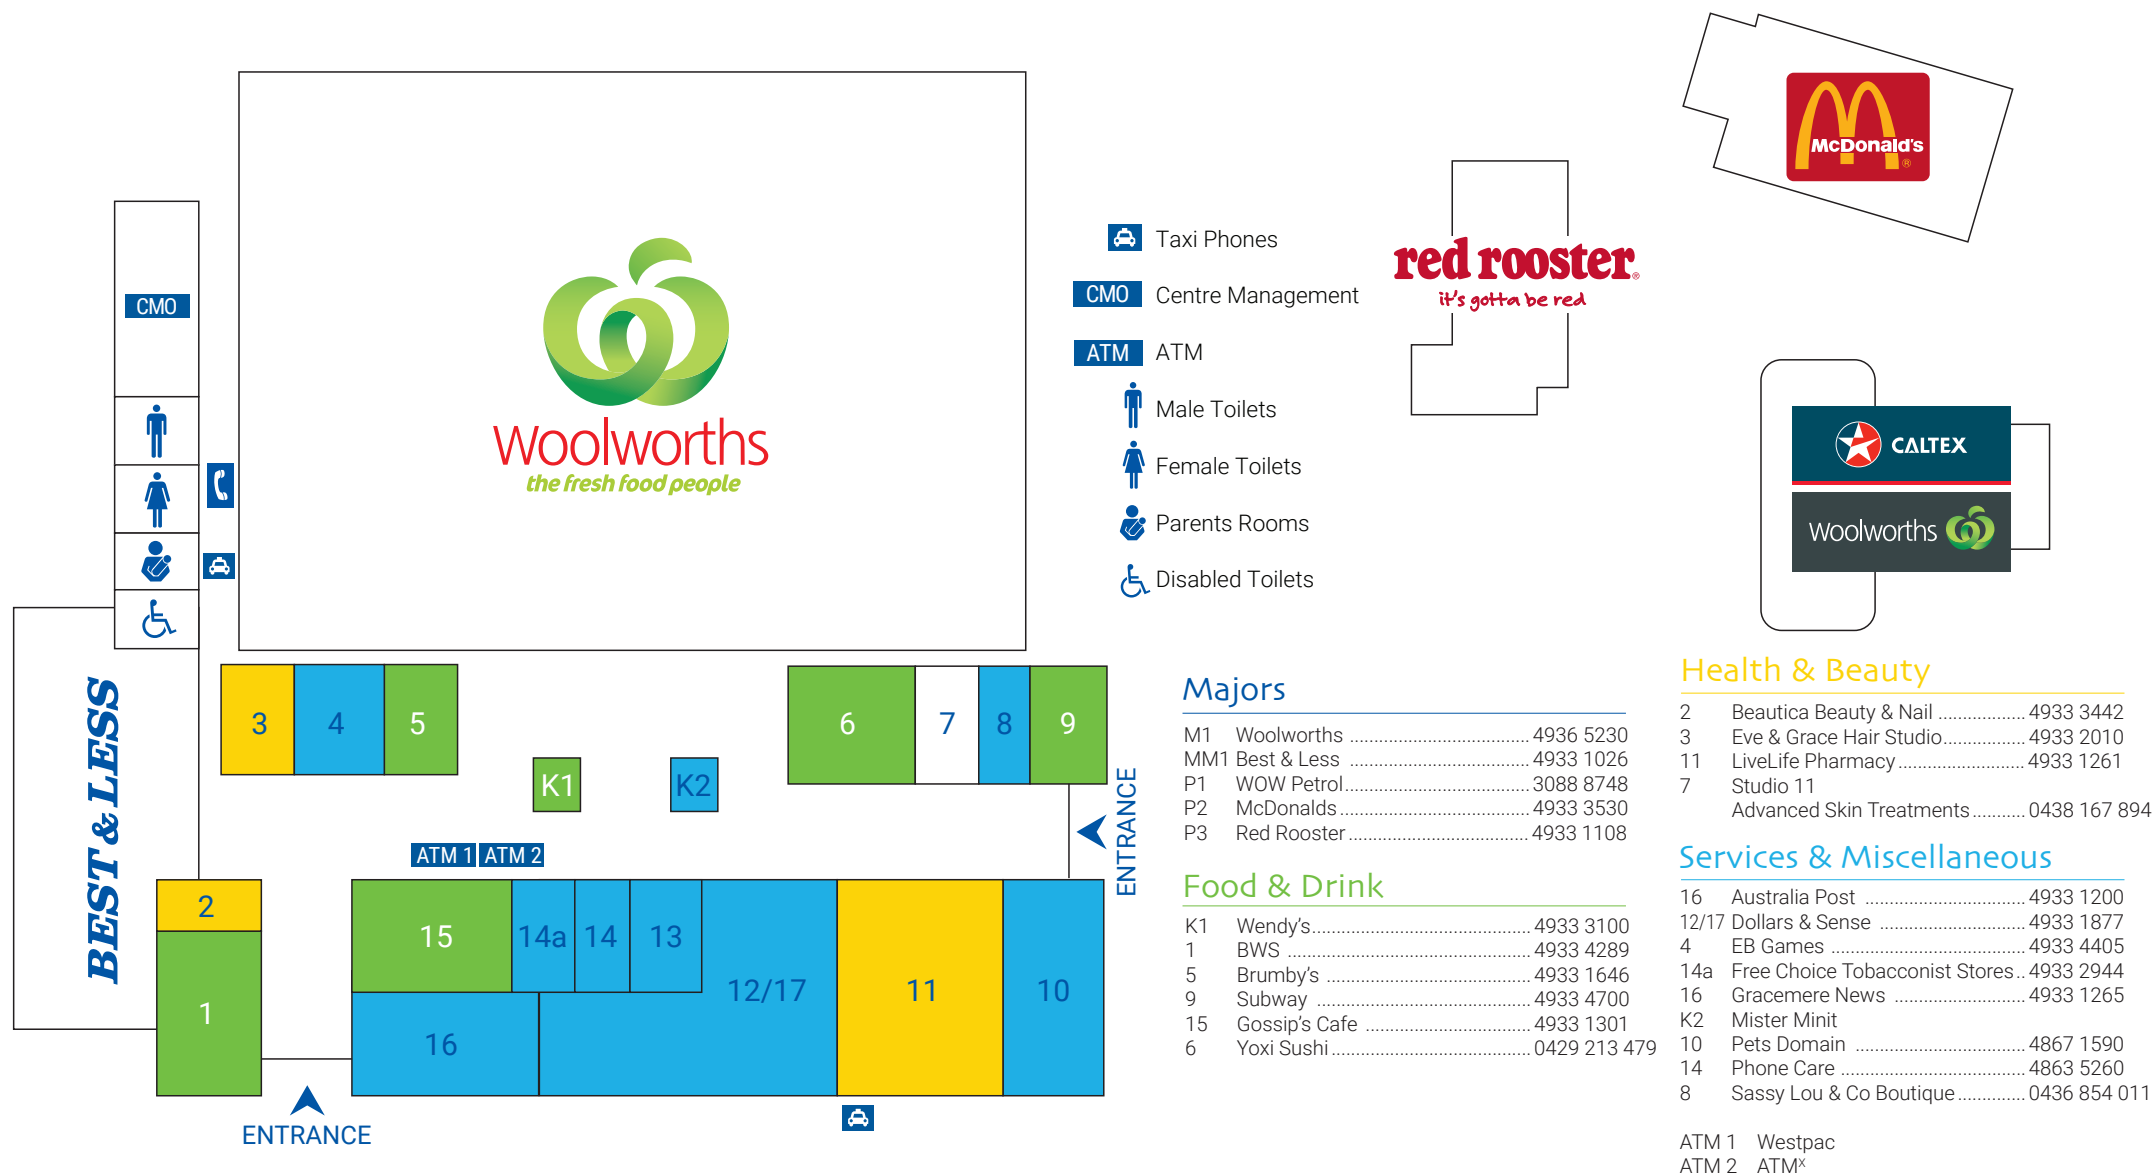 McDonald's
®
Taxi Phones
CMO Centre Management
ATM ATM
Male Toilets
Female Toilets
Parents Rooms
Disabled Toilets
red rooster®
it's gotta be red
CMO
Woolworths
the fresh food people
CALTEX
Woolworths
BEST & LESS
3
4
5
6
7
8
9
K1
K2
ENTRANCE
ATM 1
ATM 2
2
1
15
14a
14
13
12/17
11
10
16
ENTRANCE
Majors
M1 Woolworths ..................................... 4936 5230
MM1 Best & Less ..................................... 4933 1026
P1 WOW Petrol...................................... 3088 8748
P2 McDonalds....................................... 4933 3530
P3 Red Rooster ..................................... 4933 1108
Food & Drink
K1 Wendy's............................................. 4933 3100
1 BWS .................................................. 4933 4289
5 Brumby's ........................................... 4933 1646
9 Subway ............................................ 4933 4700
15 Gossip's Cafe .................................. 4933 1301
6 Yoxi Sushi......................................... 0429 213 479
Health & Beauty
2 Beautica Beauty & Nail .................. 4933 3442
3 Eve & Grace Hair Studio................. 4933 2010
11 LiveLife Pharmacy .......................... 4933 1261
7 Studio 11
Advanced Skin Treatments ........... 0438 167 894
Services & Miscellaneous
16 Australia Post ................................. 4933 1200
12/17 Dollars & Sense .............................. 4933 1877
4 EB Games ........................................ 4933 4405
14a Free Choice Tobacconist Stores .. 4933 2944
16 Gracemere News ........................... 4933 1265
K2 Mister Minit
10 Pets Domain ................................... 4867 1590
14 Phone Care ...................................... 4863 5260
8 Sassy Lou & Co Boutique .............. 0436 854 011
ATM 1 Westpac
ATM 2 ATMx